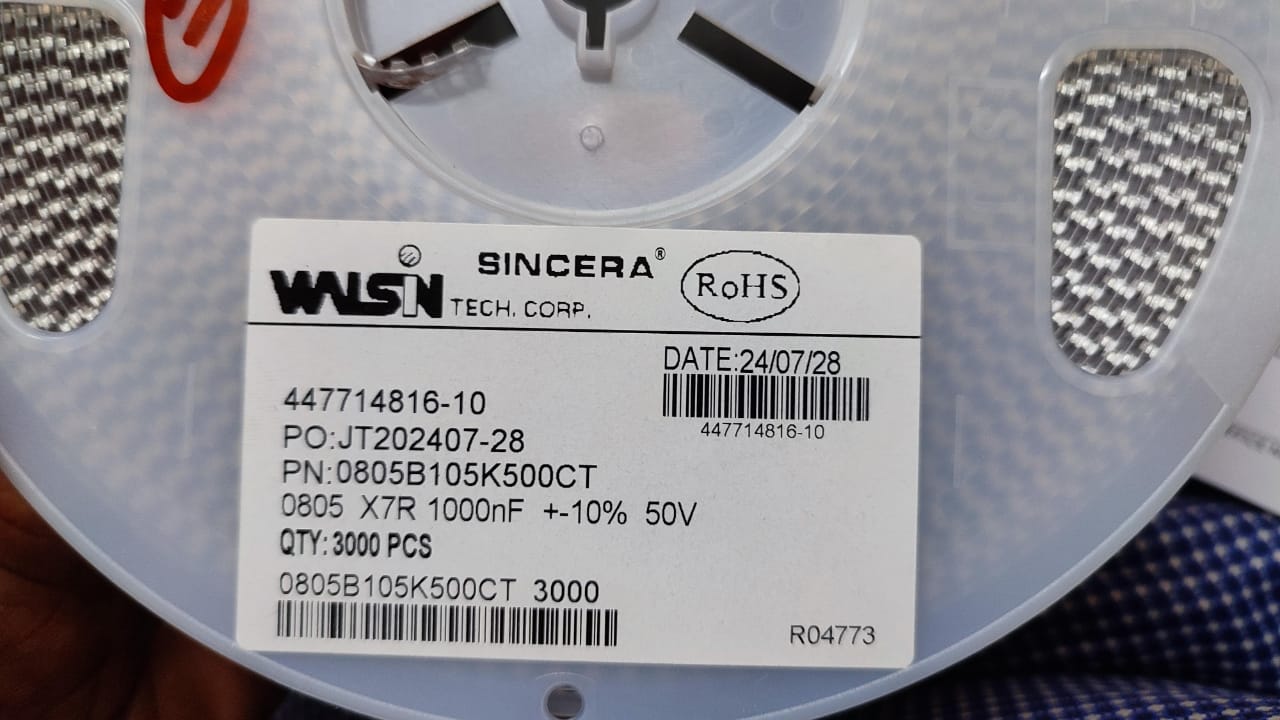 WALSIN TECH. CORP.
SINCERA®
RoHS
DATE:24/07/28
447714816-10
447714816-10
PO:JT202407-28
PN:0805B105K500CT
0805 X7R 1000nF +-10% 50V
QTY: 3000 PCS
0805B105K500CT 3000
R04773